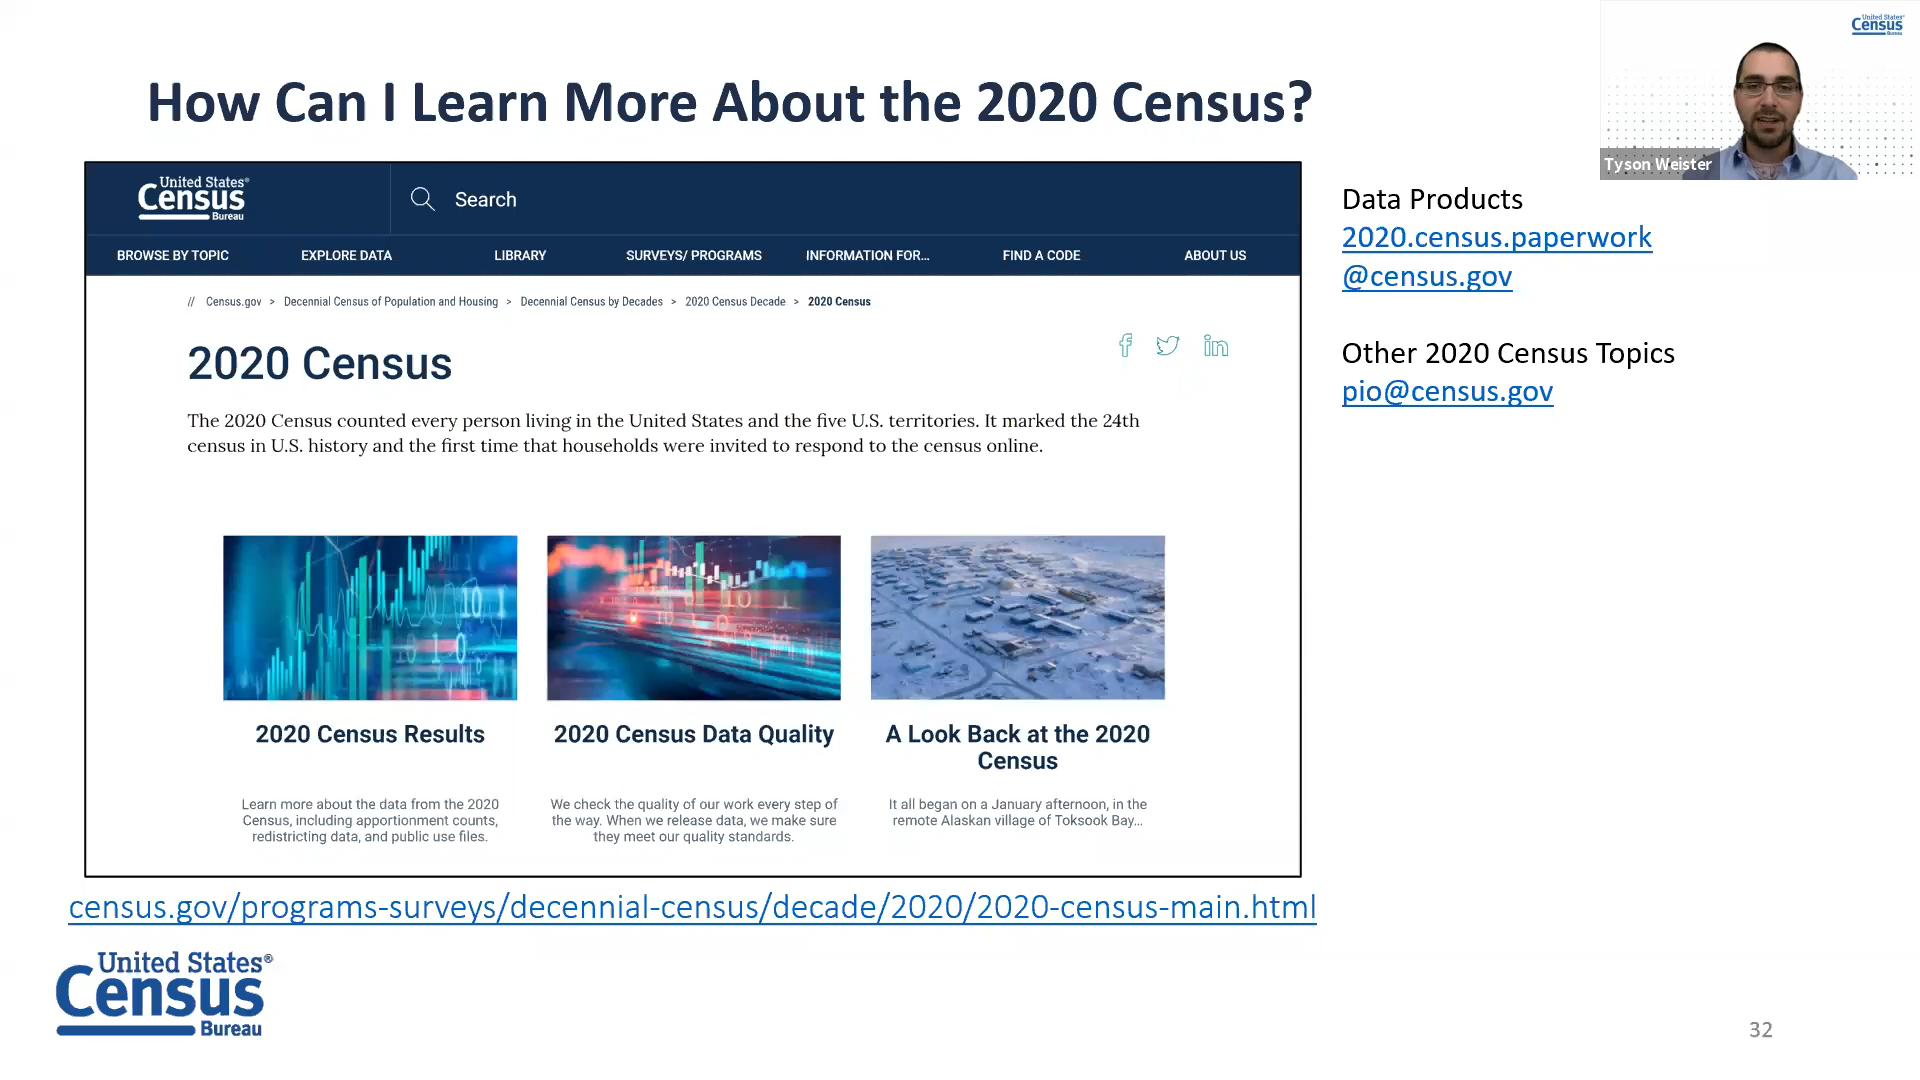 United States®
Census
Bureau
How Can I Learn More About the 2020 Census?
Tyson Weister
United States®
Census
Bureau
Search
BROWSE BY TOPIC
EXPLORE DATA
LIBRARY
SURVEYS/ PROGRAMS
INFORMATION FOR...
FIND A CODE
ABOUT US
// Census.gov > Decennial Census of Population and Housing > Decennial Census by Decades > 2020 Census Decade > 2020 Census
2020 Census
The 2020 Census counted every person living in the United States and the five U.S. territories. It marked the 24th
census in U.S. history and the first time that households were invited to respond to the census online.
2020 Census Results
Learn more about the data from the 2020
Census, including apportionment counts,
redistricting data, and public use files.
2020 Census Data Quality
We check the quality of our work every step of
the way. When we release data, we make sure
they meet our quality standards.
A Look Back at the 2020
Census
It all began on a January afternoon, in the
remote Alaskan village of Toksook Bay...
Data Products
2020.census.paperwork
@census.gov
Other 2020 Census Topics
pio@census.gov
census.gov/programs-surveys/decennial-census/decade/2020/2020-census-main.html
United States®
Census
Bureau
32